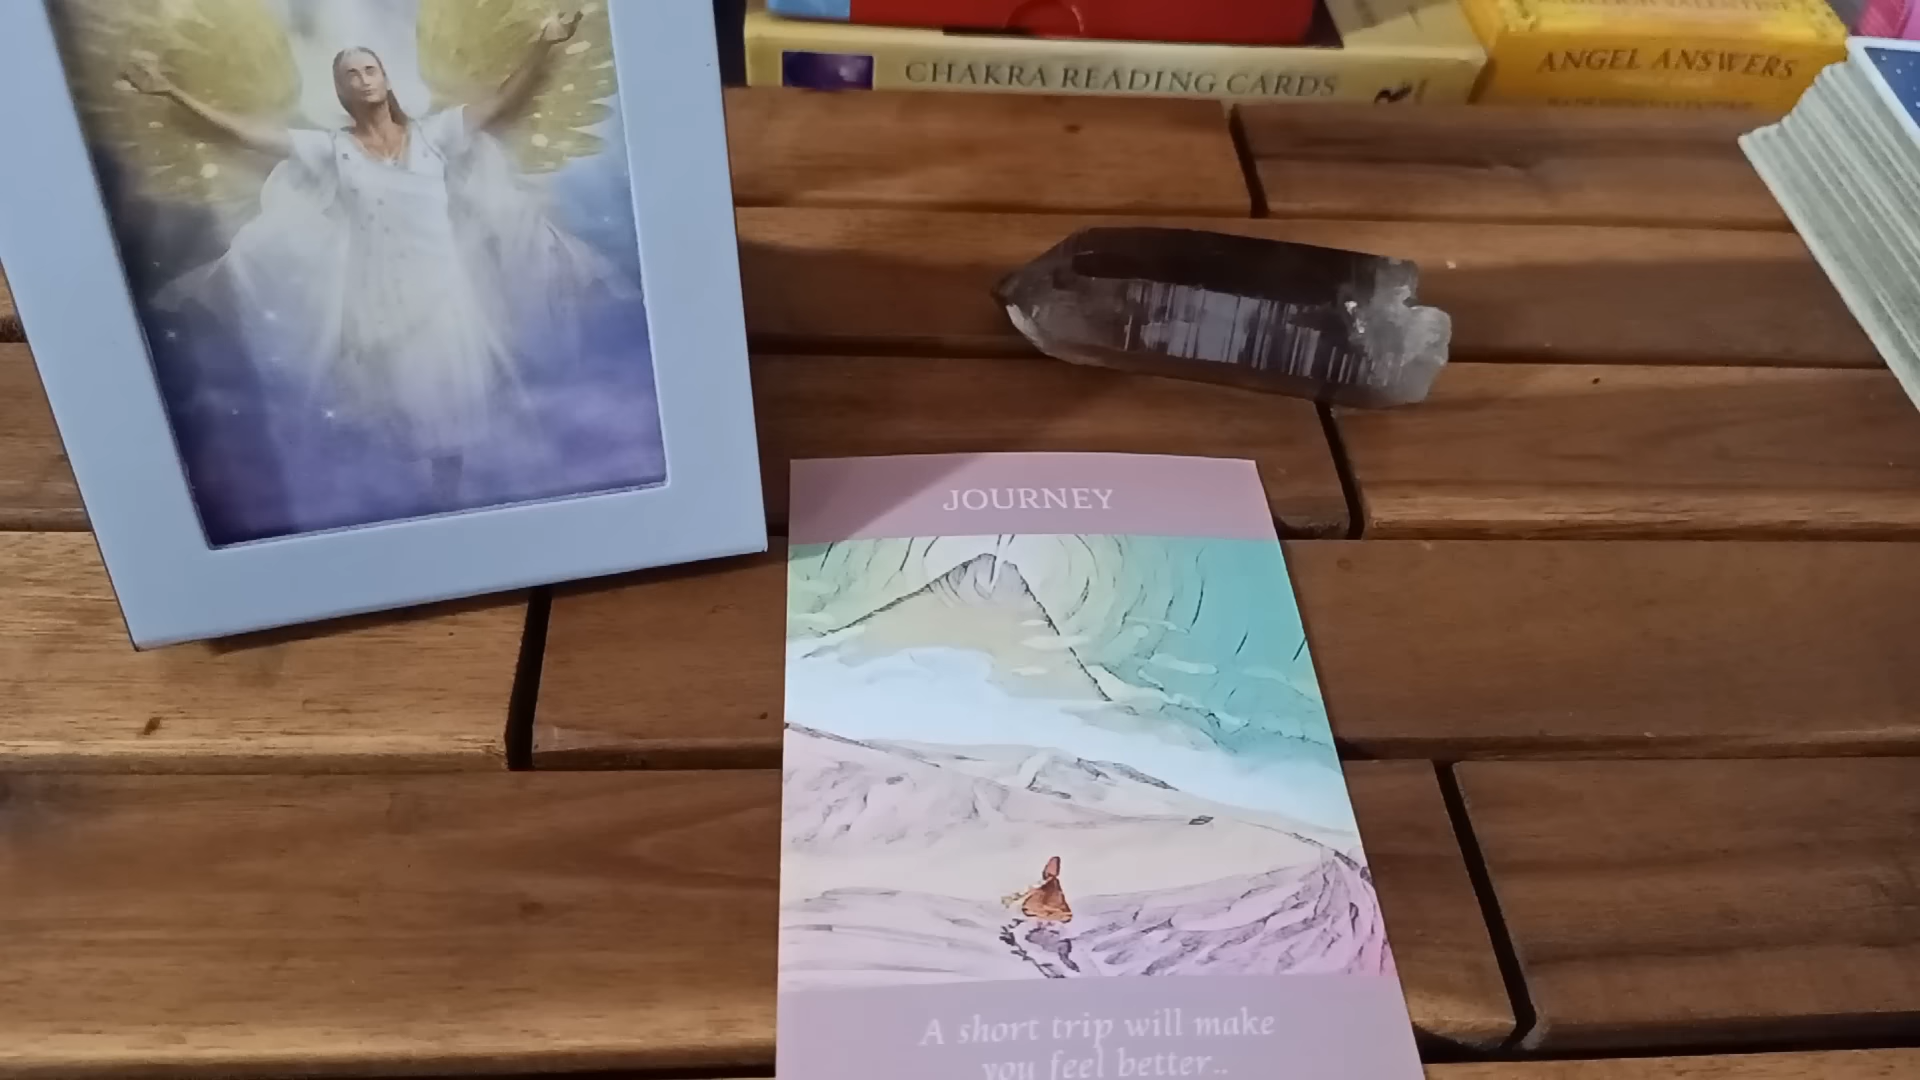 CHAKRA READING CARDS
ANGEL ANSWERS
JOURNEY
A short trip will make
you feel better..